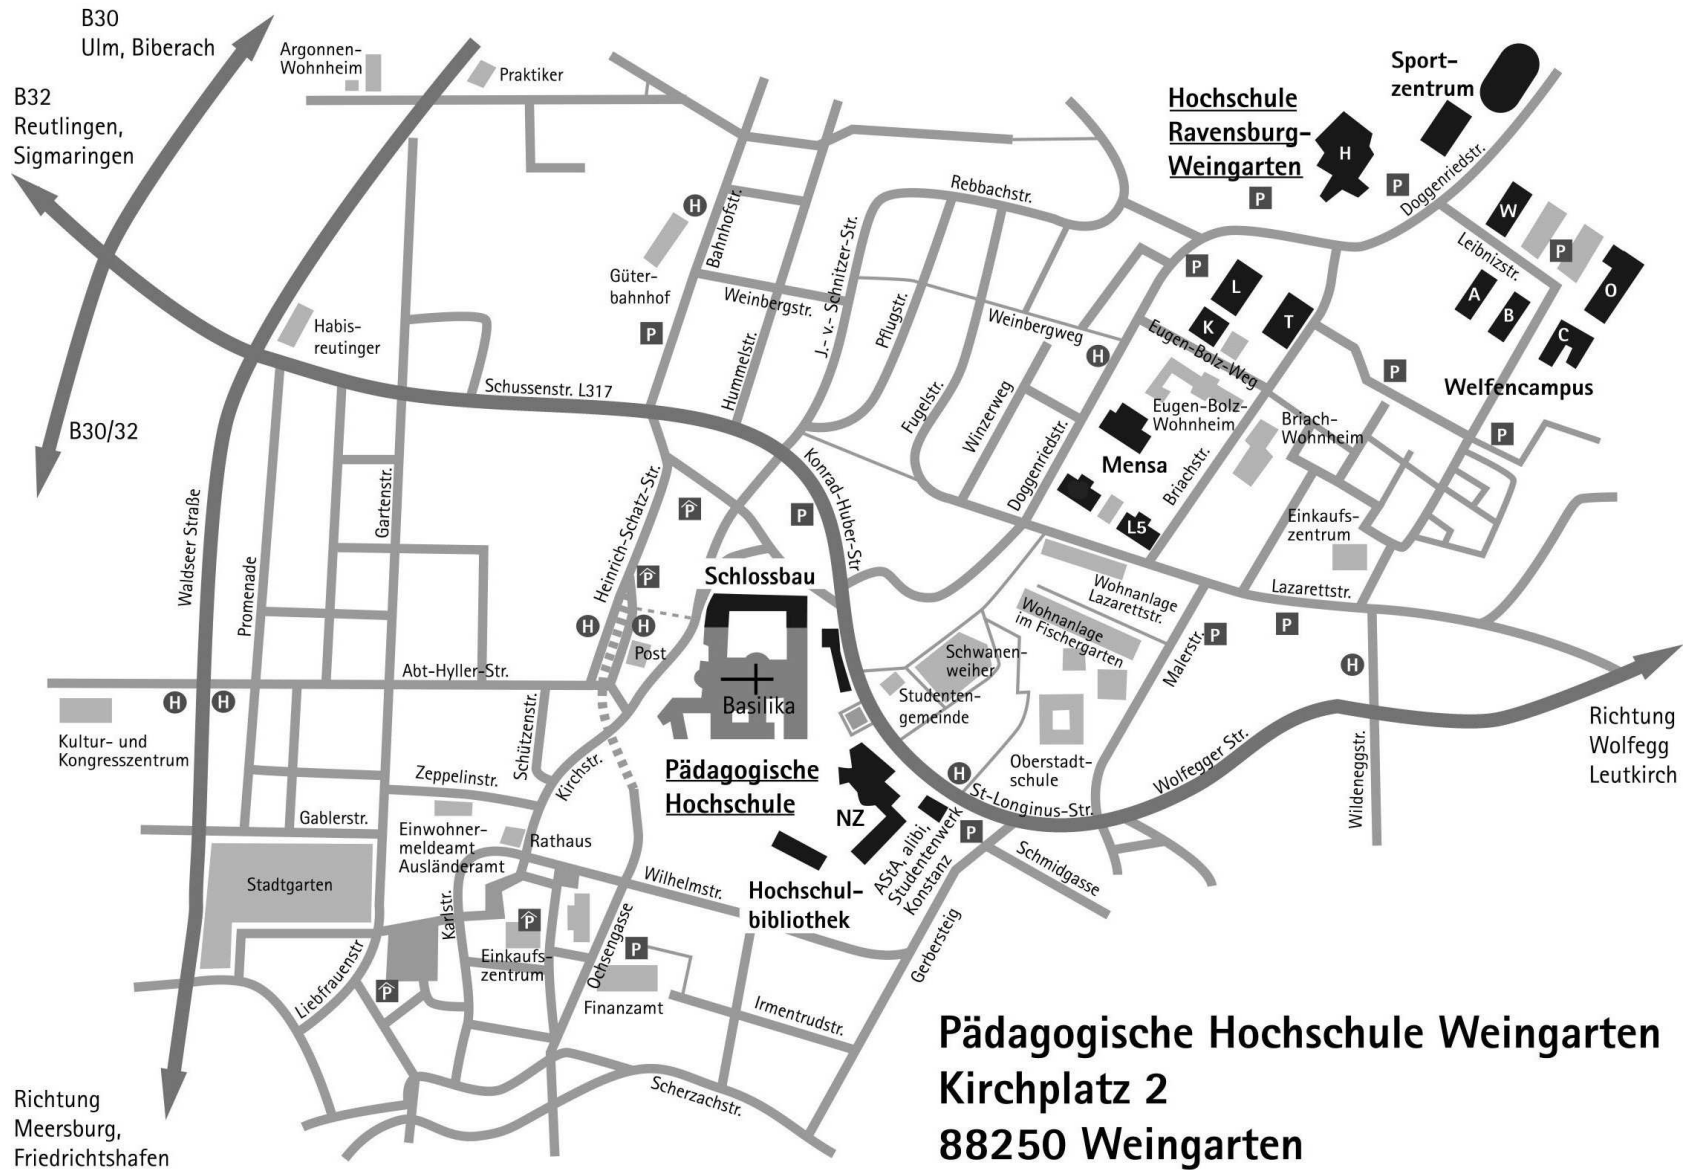 B30
Ulm, Biberach
B32
Reutlingen,
Sigmaringen
Argonnen-
Wohnheim
Praktiker
Sport-
zentrum
Hochschule
Ravensburg-
Weingarten
H
P
P
Doggenriedstr.
Rebbachstr.
W
P
Leibnizstr.
O
A
B
C
Welfencampus
H
Bahnhofstr.
Güter-
bahnhof
P
Weinbergstr.
Hummelstr.
J.-v.- Schnitzer-Str.
Pflugstr.
Weinbergweg
H
P
L
K
T
Eugen-Bolz-Weg
Eugen-Bolz-
Wohnheim
P
P
Briach-
Wohnheim
Habis-
reutinger
Schussenstr. L317
B30/32
Fugelstr.
Winzerweg
Doggenriedstr.
Mensa
Briachstr.
L5
Einkaufs-
zentrum
Waldseer Straße
Promenade
Gartenstr.
Heinrich-Schatz-Str.
P
P
Konrad-Huber-Str
P
Schlossbau
H
H
Post
Basilika
Wohnanlage
Lazarettstr.
Wohnanlage
im Fischergarten
Lazarettstr.
P
P
Malerstr.
H
Schwanen-
weiher
Studenten-
gemeinde
Oberstadt-
schule
Abt-Hyller-Str.
H
H
Kultur- und
Kongresszentrum
Schützenstr.
Kirchstr.
Zeppelinstr.
Gablerstr.
Pädagogische
Hochschule
NZ
H
St-Longinus-Str.
Wolfegger Str.
Wildeneggstr.
Richtung
Wolfegg
Leutkirch
Einwohner-
meldeamt
Ausländeramt
Rathaus
Stadtgarten
Wilhelmstr.
Hochschul-
bibliothek
AStA, alibi,
Studentenwerk
Konstanz
P
Schmidgasse
Gerbersteig
Karlstr.
P
Einkaufs-
zentrum
Ochsengasse
P
Finanzamt
Liebfrauenstr
P
Irmentrudstr.
Scherzachstr.
Richtung
Meersburg,
Friedrichtshafen
Pädagogische Hochschule Weingarten
Kirchplatz 2
88250 Weingarten